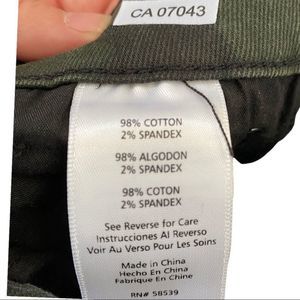 CA 07043
98% COTTON
2% SPANDEX
98% ALGODON
2% SPANDEX
98% COTON
2% SPANDEX
See Reverse for Care
Instrucciones Al Reverso
Voir Au Verso Pour Les Soins
Made in China
Hecho En China
Fabrique En Chine
RN# 58539